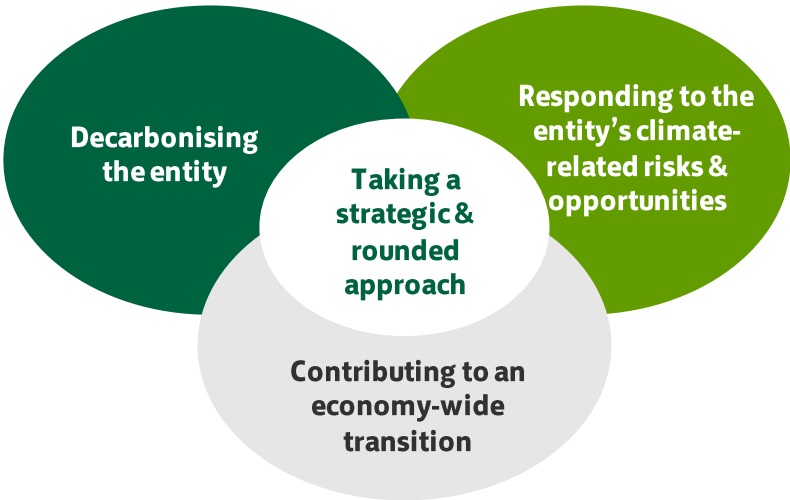 Decarbonising
the entity
Responding to the
entity’s climate-
related risks &
opportunities
Taking a
strategic &
rounded
approach
Contributing to an
economy-wide
transition